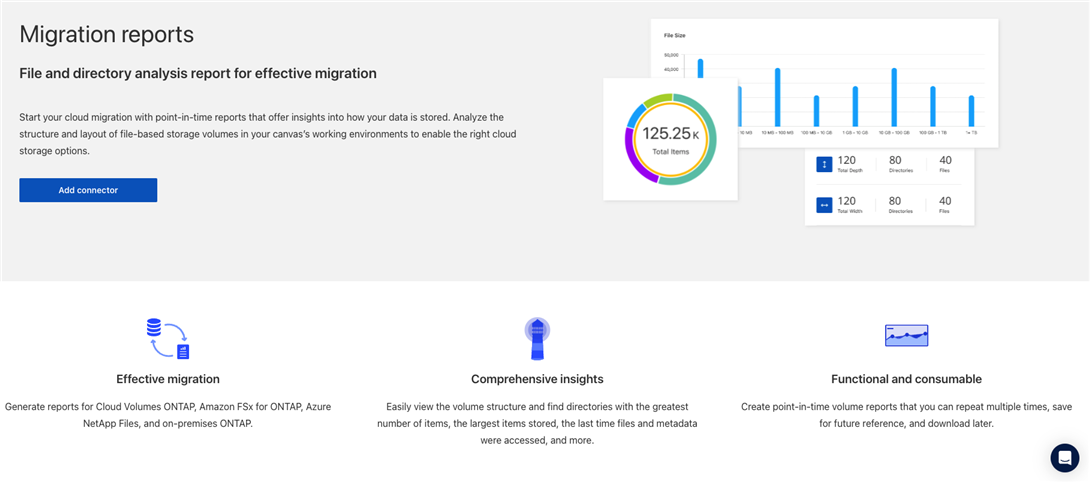 Migration reports
File and directory analysis report for effective migration
Start your cloud migration with point-in-time reports that offer insights into how your data is stored. Analyze the
structure and layout of file-based storage volumes in your canvas's working environments to enable the right cloud
storage options.
Add connector
File Size
50,000
40,000
10 MB
10 MB - 100 MB
100 MB - 10 GB
1 GB - 10 GB
10 GB - 100 GB
100 GB - 1 TB
1+ TB
125.25 K
Total Items
120 80 40
Total Depth Directories Files
120 80 40
Total Width Directories Files
Effective migration
Generate reports for Cloud Volumes ONTAP, Amazon FSx for ONTAP, Azure
NetApp Files, and on-premises ONTAP.
Comprehensive insights
Easily view the volume structure and find directories with the greatest
number of items, the largest items stored, the last time files and metadata
were accessed, and more.
Functional and consumable
Create point-in-time volume reports that you can repeat multiple times, save
for future reference, and download later.